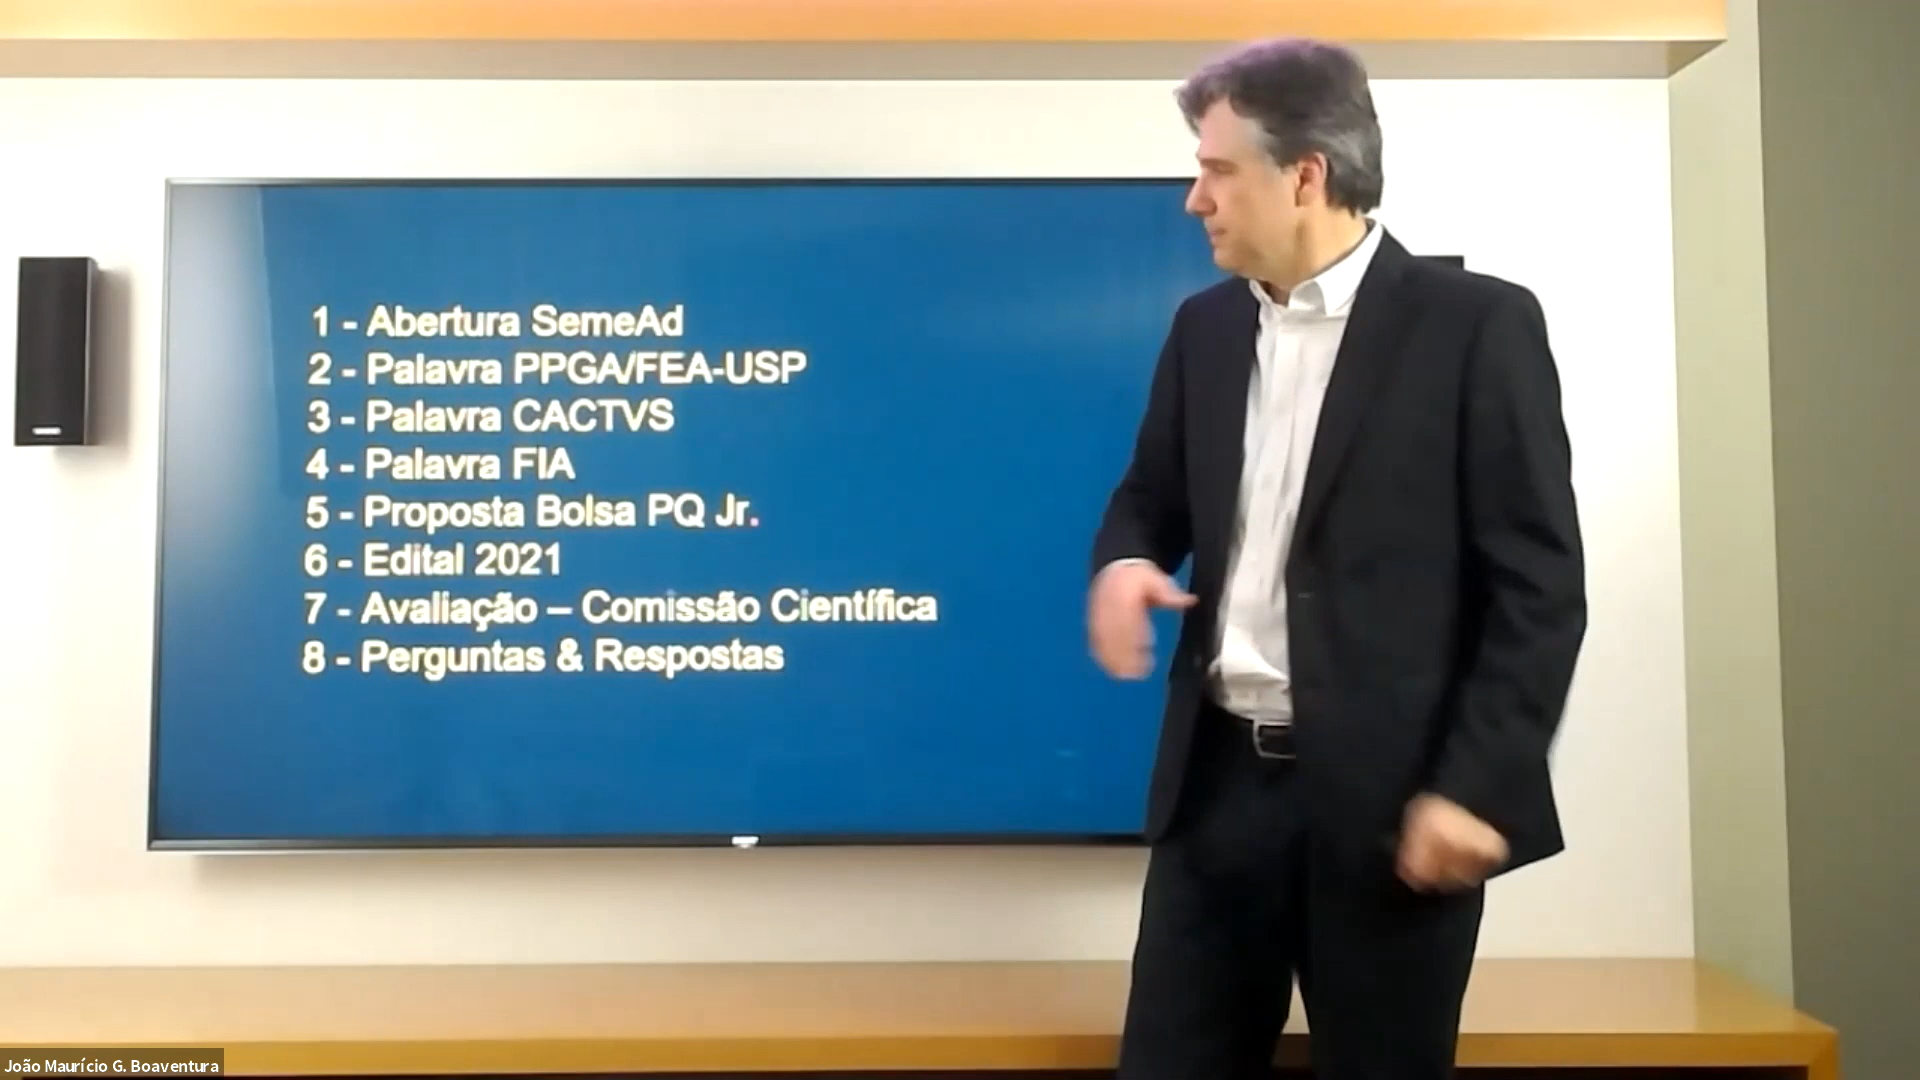 1 - Abertura SemeAd
2 - Palavra PPGA/FEA-USP
3 - Palavra CACTVS
4 - Palavra FIA
5 - Proposta Bolsa PQ Jr.
6 - Edital 2021
7 - Avaliação – Comissão Científica
8 - Perguntas & Respostas
João Maurício G. Boaventura